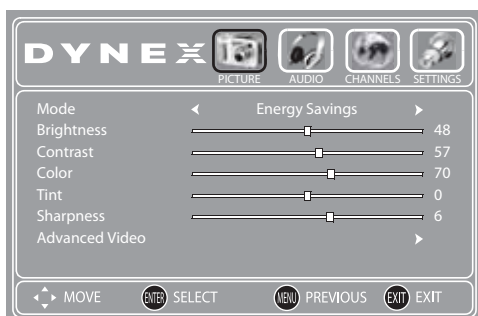 DYNEX
PICTURE AUDIO CHANNELS SETTINGS
Mode Energy Savings
Brightness 48
Contrast 57
Color 70
Tint 0
Sharpness 6
Advanced Video
MOVE ENTER SELECT MENU PREVIOUS EXIT EXIT